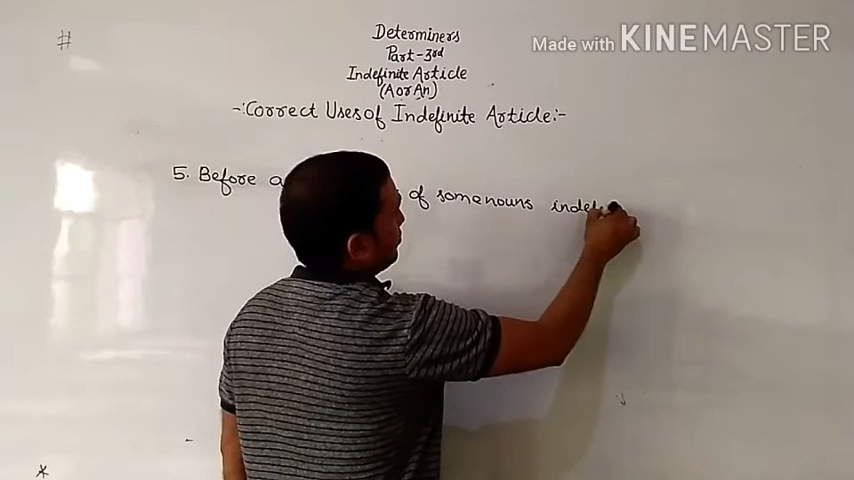 #
Made with KINEMASTER
Determiners
Part-3rd
Indefinite Article
(A or An)
-:Correct Uses of Indefinite Article:-
5. Before a of some nouns